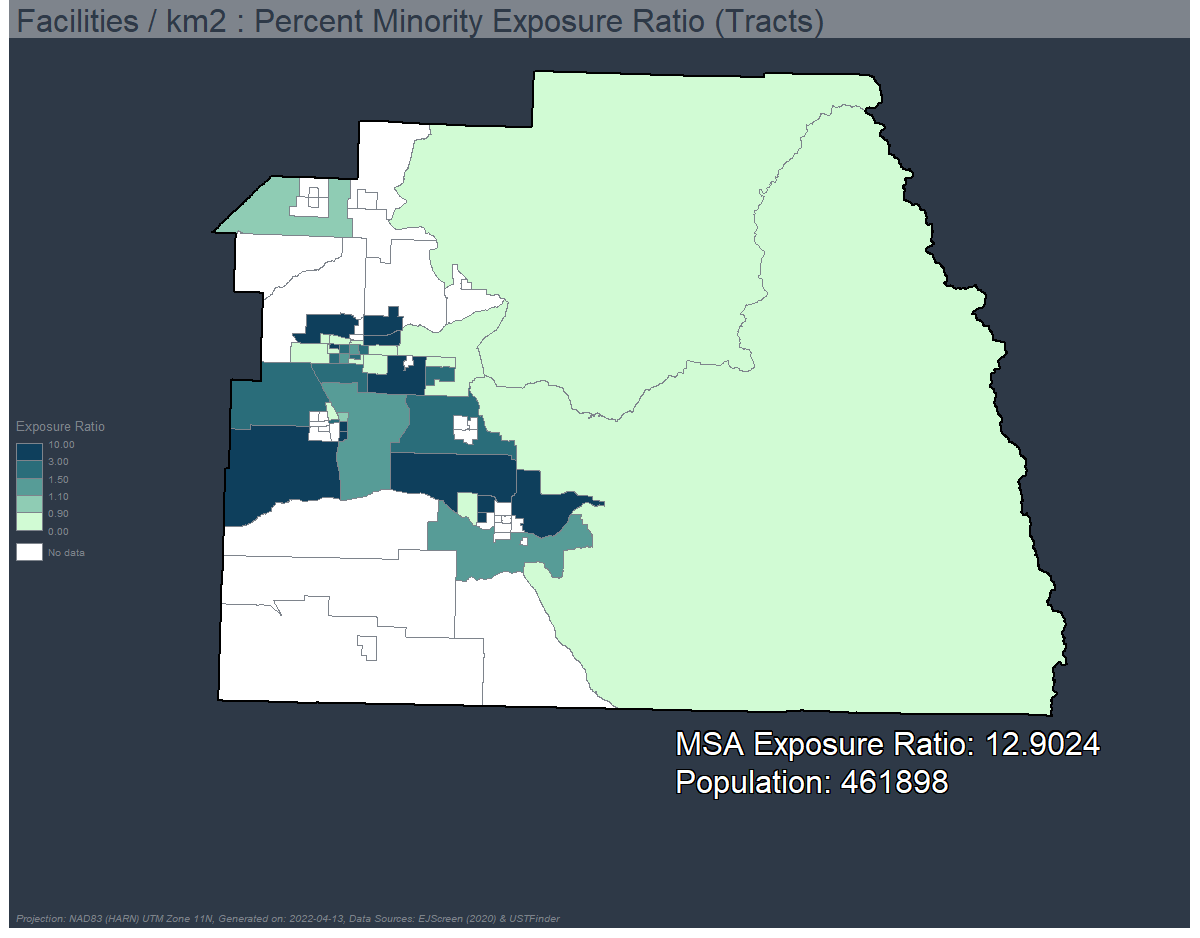 Facilities / km2 : Percent Minority Exposure Ratio (Tracts)
Exposure Ratio
10.00
3.00
1.50
1.10
0.90
0.00
No data
MSA Exposure Ratio: 12.9024
Population: 461898
Projection: NAD83 (HARN) UTM Zone 11N, Generated on: 2022-04-13, Data Sources: EJScreen (2020) & USTFinder